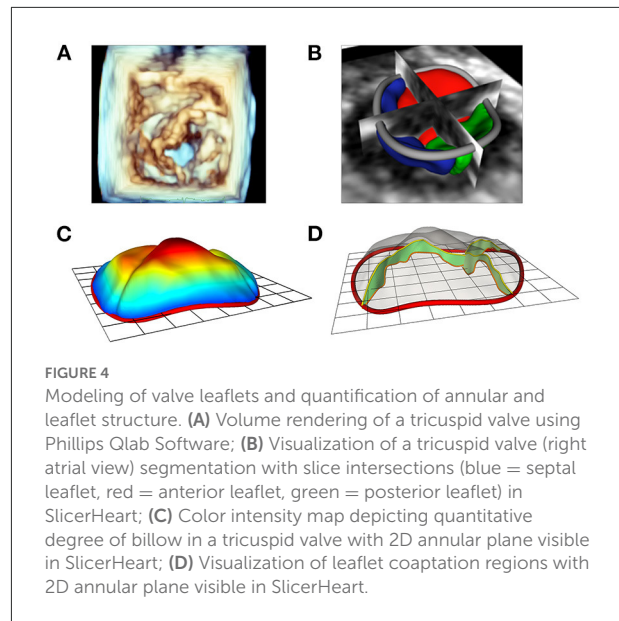 A
B
C
D
FIGURE 4
Modeling of valve leaflets and quantification of annular and
leaflet structure. (A) Volume rendering of a tricuspid valve using
Phillips Qlab Software; (B) Visualization of a tricuspid valve (right
atrial view) segmentation with slice intersections (blue = septal
leaflet, red = anterior leaflet, green = posterior leaflet) in
SlicerHeart; (C) Color intensity map depicting quantitative
degree of billow in a tricuspid valve with 2D annular plane visible
in SlicerHeart; (D) Visualization of leaflet coaptation regions with
2D annular plane visible in SlicerHeart.